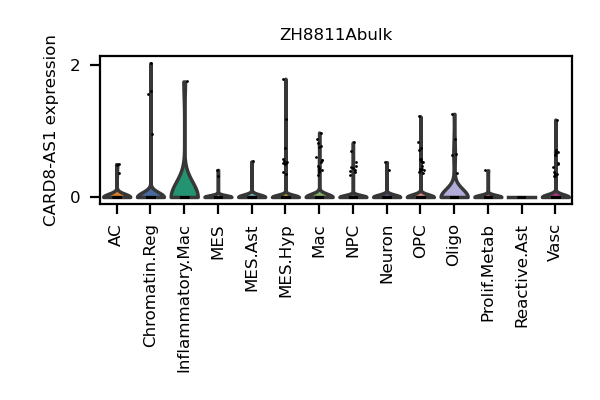 ZH8811Abulk
CARD8-AS1 expression
2
0
AC
Chromatin.Reg
Inflammatory.Mac
MES
MES.Ast
MES.Hyp
Mac
NPC
Neuron
OPC
Oligo
Prolif.Metab
Reactive.Ast
Vasc